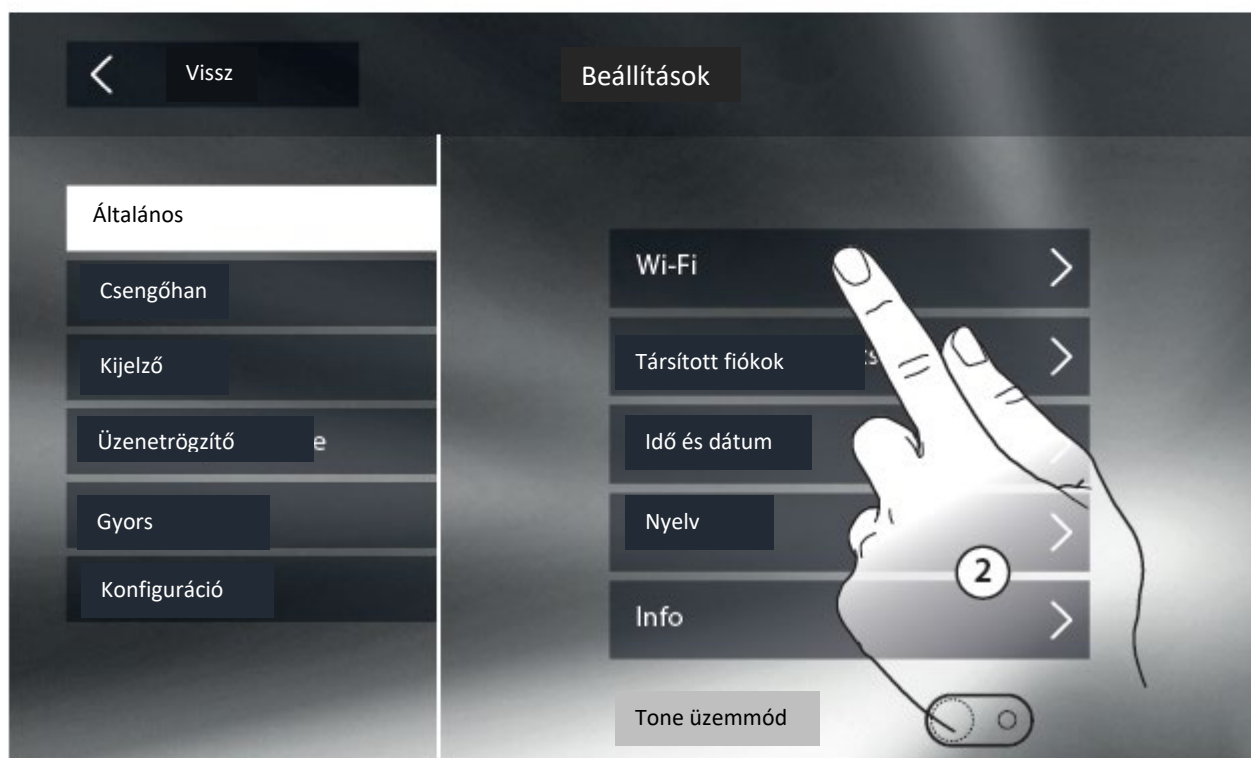 Vissz
Beállítások
Általános
Csengőhan
Kijelző
Üzenetrögzítő e
Gyors
Konfiguráció
Wi-Fi
Társított fiókok
Idő és dátum
Nyelv
2
Info
Tone üzemmód